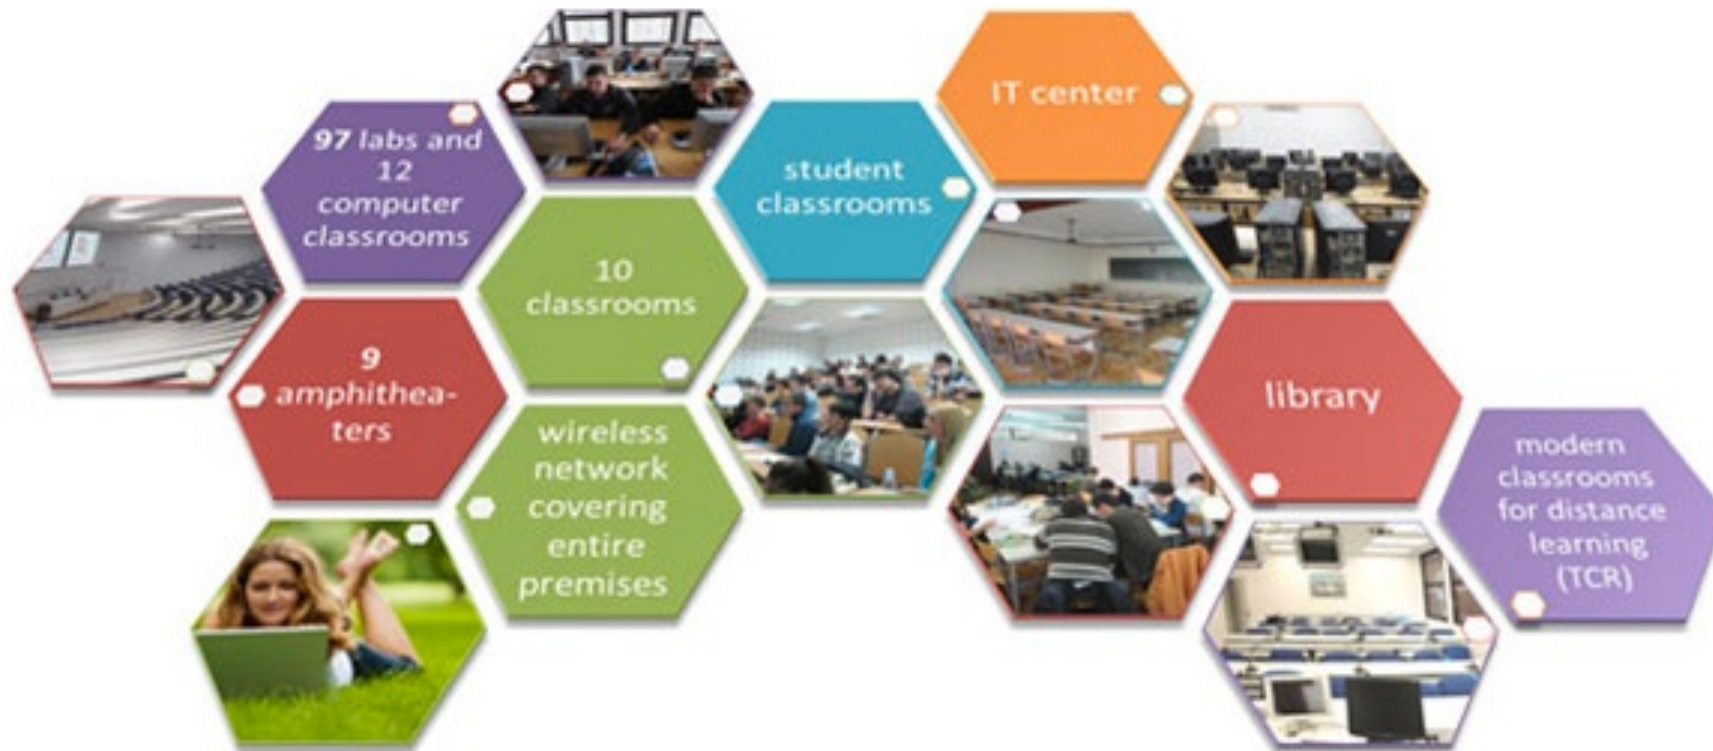 97 labs and
12
computer
classrooms
9
amphithea-
ters
10
classrooms
wireless
network
covering
entire
premises
student
classrooms
IT center
library
modern
classrooms
for distance
learning
(TCR)